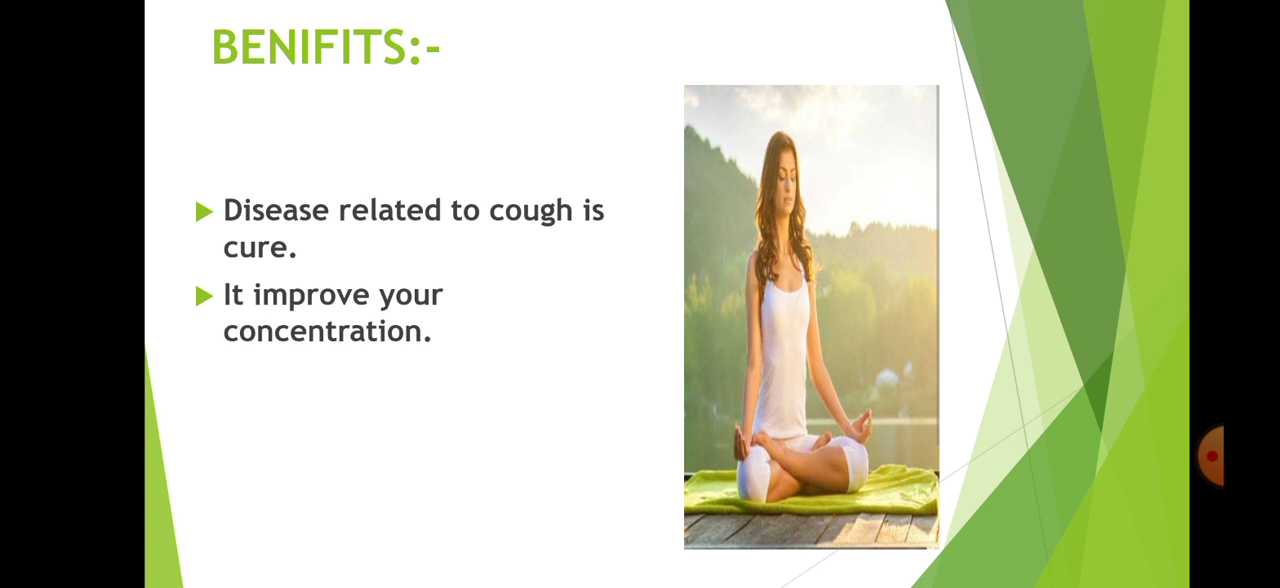 BENIFITS:-
Disease related to cough is
cure.
It improve your
concentration.